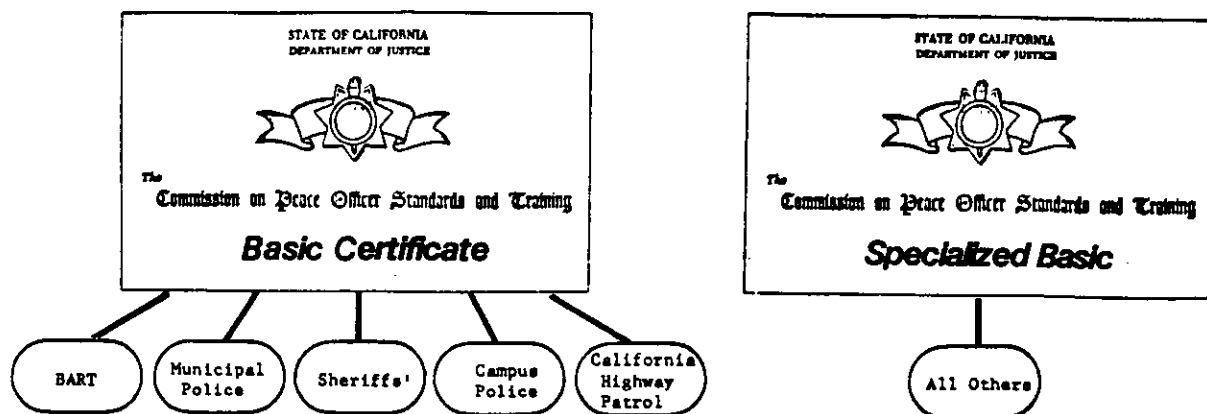 STATE OF CALIFORNIA
DEPARTMENT OF JUSTICE
The
Commission on Peace Officer Standards and Training
Basic Certificate
BART
Municipal
Police
Sheriffs'
Campus
Police
California
Highway
Patrol
STATE OF CALIFORNIA
DEPARTMENT OF JUSTICE
The
Commission on Peace Officer Standards and Training
Specialized Basic
All Others